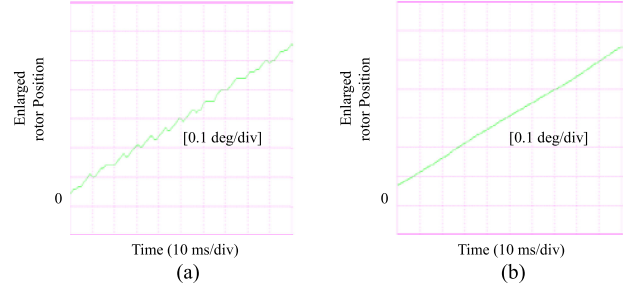 Enlarged
rotor Position
[0.1 deg/div]
0
Time (10 ms/div)
(a)
Enlarged
rotor Position
[0.1 deg/div]
0
Time (10 ms/div)
(b)